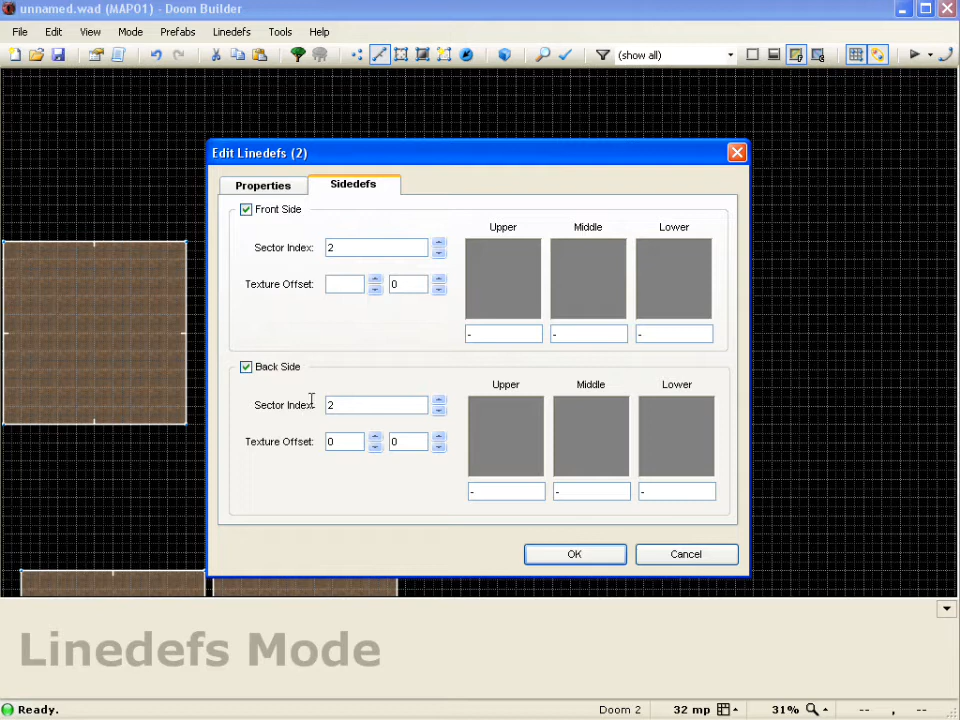 unnamed.wad (MAP01) - Doom Builder
File Edit View Mode Prefabs Linedefs Tools Help
(show all)
Edit Linedefs (2)
Properties Sidedefs
Front Side
Upper Middle Lower
Sector Index: 2
Texture Offset: 0
- - -
Back Side
Upper Middle Lower
Sector Index: 2
Texture Offset: 0 0
- - -
OK Cancel
Linedefs Mode
Ready. Doom 2 32 mp 31% -- , --